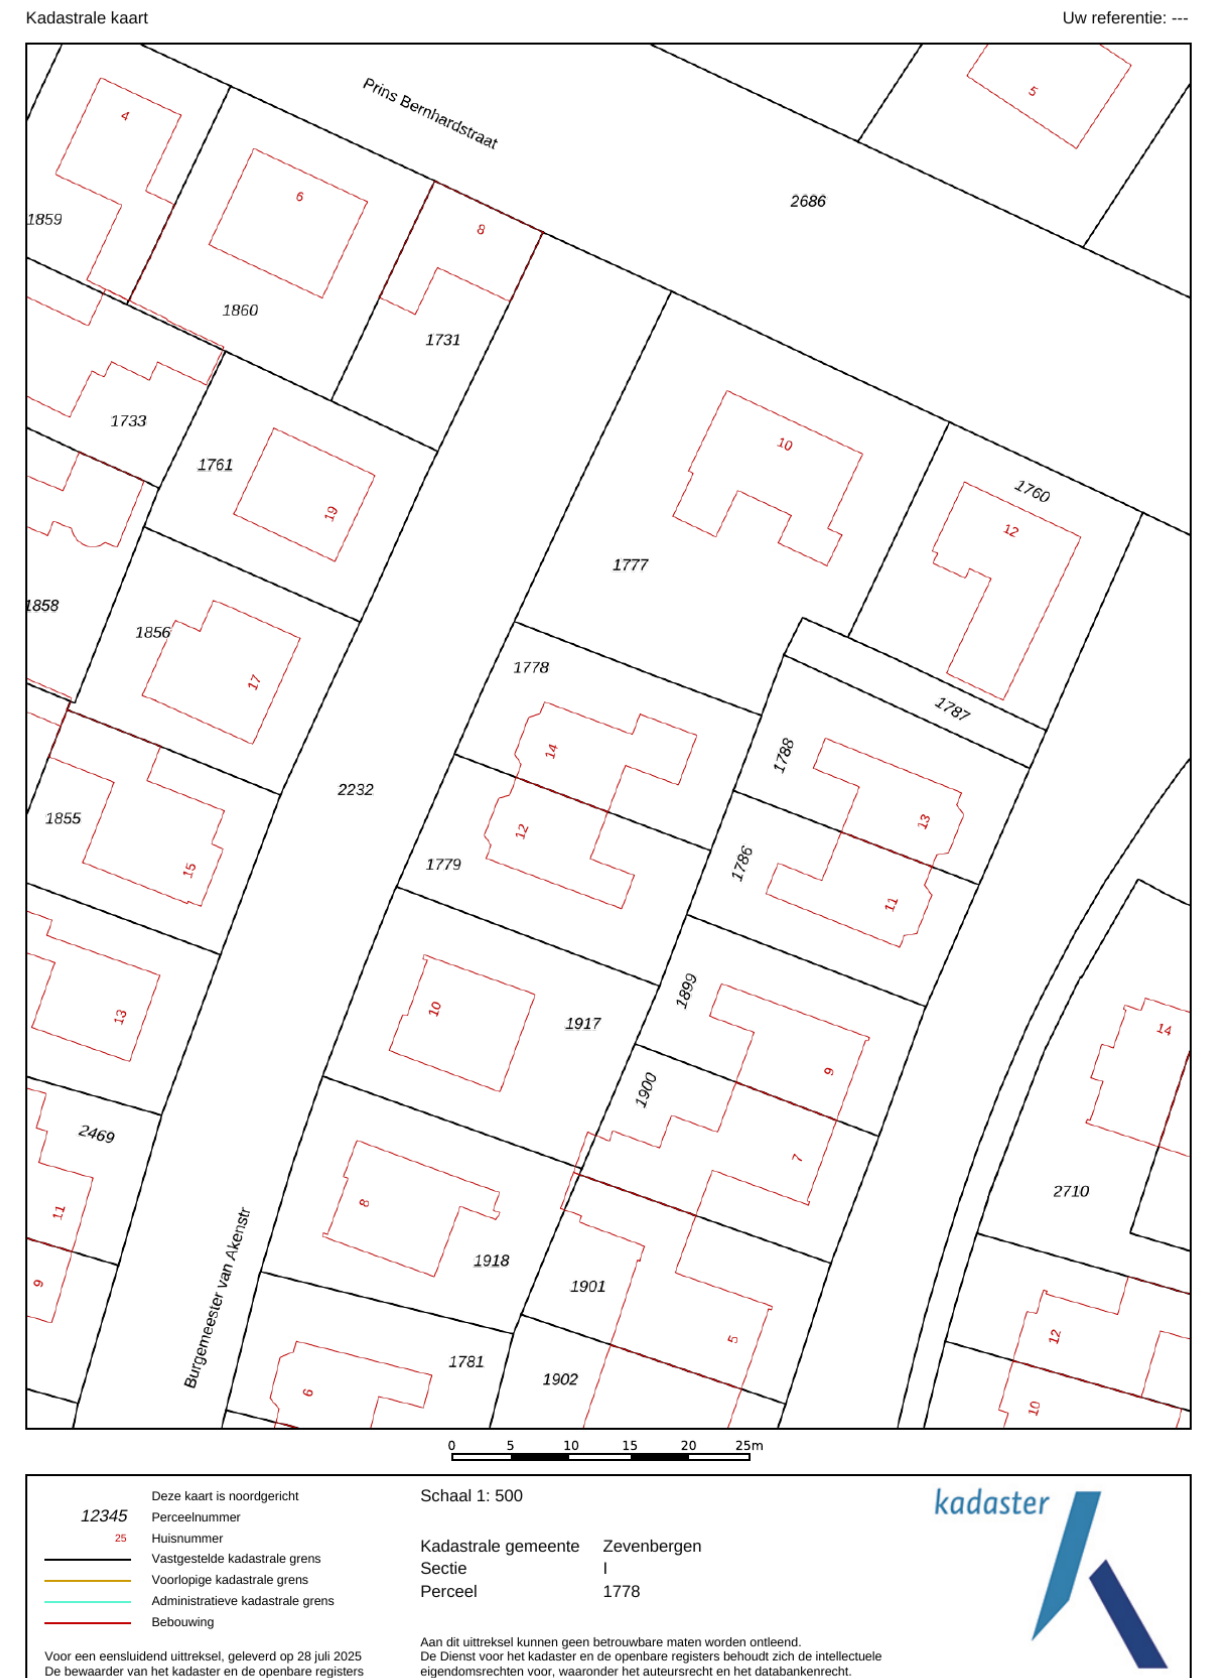 Kadastrale kaart
Uw referentie: ---
Prins Bernhardstraat
5
4
6
8
2686
1859
1860
1731
1733
10
1761
19
1760
12
1777
1858
1856
17
1778
1787
14
1788
2232
1855
12
13
15
1779
1786
11
13
10
1917
1899
14
9
1900
2469
7
11
8
2710
1918
Burgemeester van Akenstr
9
1901
5
12
1781
1902
6
10
0 5 10 15 20 25m
Deze kaart is noordgericht
12345 Perceelnummer
25 Huisnummer
Vastgestelde kadastrale grens
Voorlopige kadastrale grens
Administratieve kadastrale grens
Bebouwing
Voor een eensluidend uittreksel, geleverd op 28 juli 2025
De bewaarder van het kadaster en de openbare registers
Schaal 1: 500
Kadastrale gemeente Zevenbergen
Sectie I
Perceel 1778
Aan dit uittreksel kunnen geen betrouwbare maten worden ontleend.
De Dienst voor het kadaster en de openbare registers behoudt zich de intellectuele
eigendomsrechten voor, waaronder het auteursrecht en het databankenrecht.
kadaster